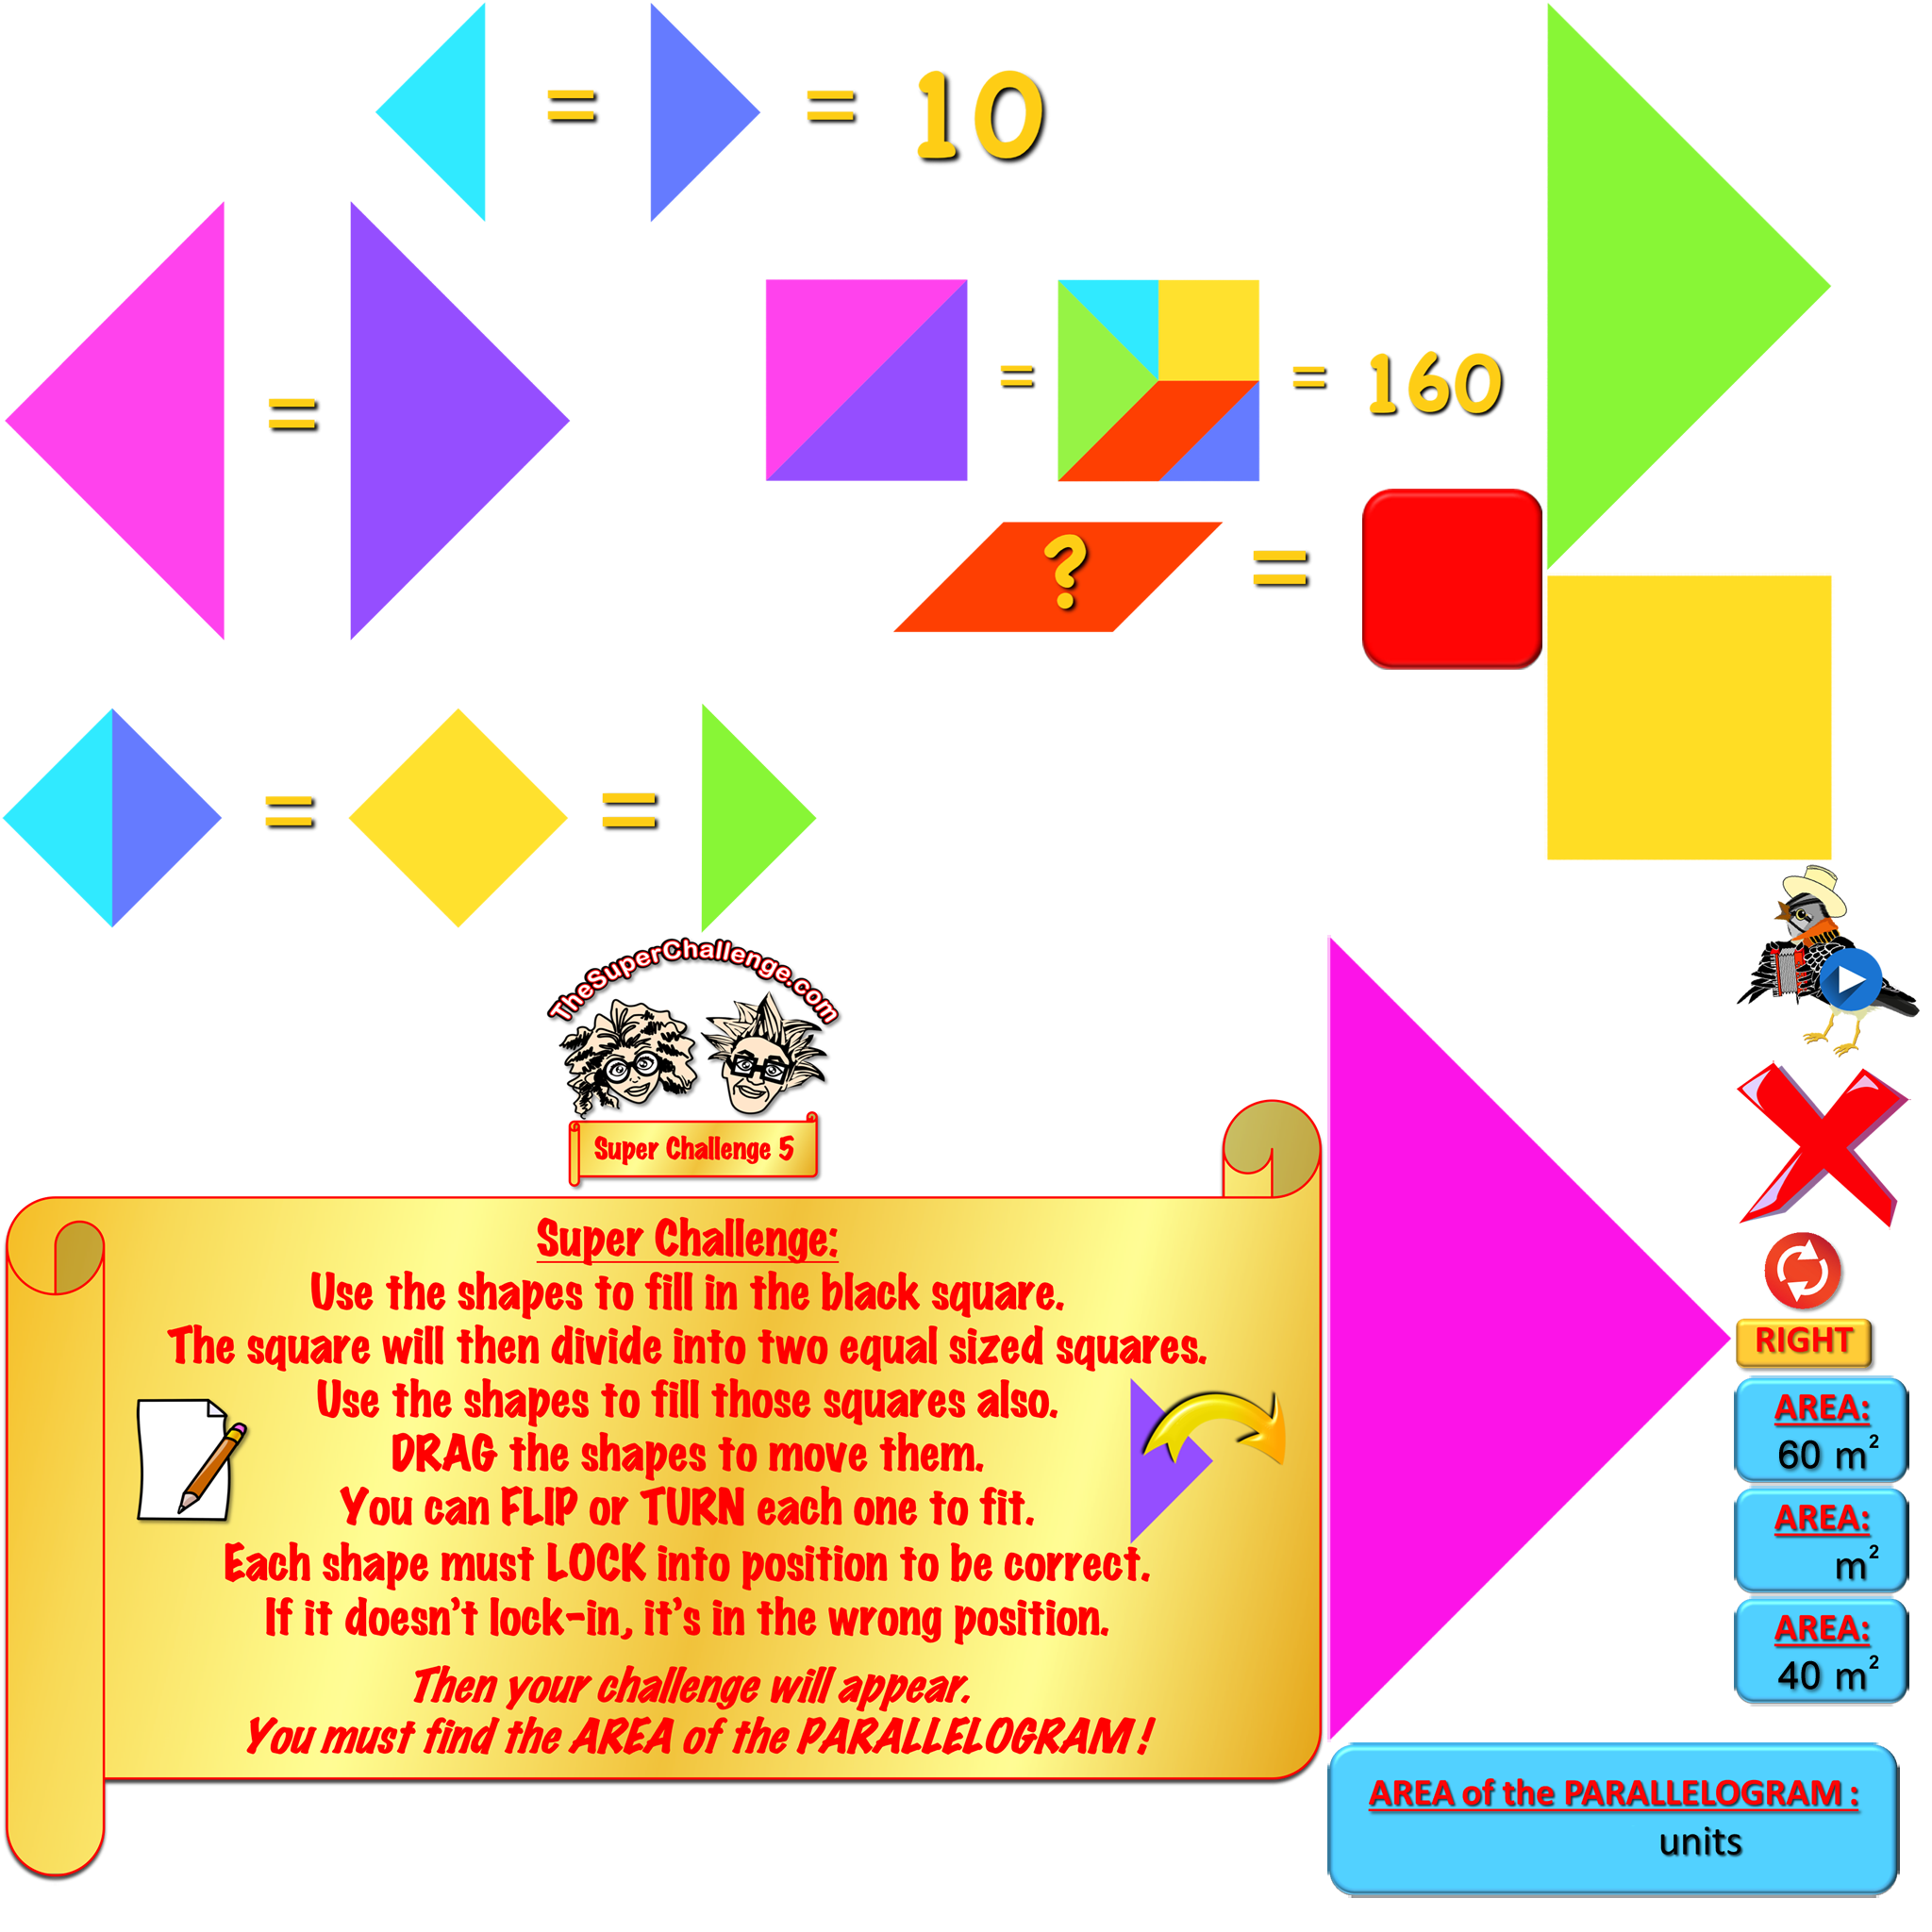 = = 10
=
= = 160
? =
= =
TheSuperChallenge.com
Super Challenge 5
Super Challenge:
Use the shapes to fill in the black square.
The square will then divide into two equal sized squares.
Use the shapes to fill those squares also.
DRAG the shapes to move them.
You can FLIP or TURN each one to fit.
Each shape must LOCK into position to be correct.
If it doesn't lock-in, it's in the wrong position.
Then your challenge will appear.
You must find the AREA of the PARALLELOGRAM !
RIGHT
AREA:
60 m²
AREA:
m²
AREA:
40 m²
AREA of the PARALLELOGRAM :
units